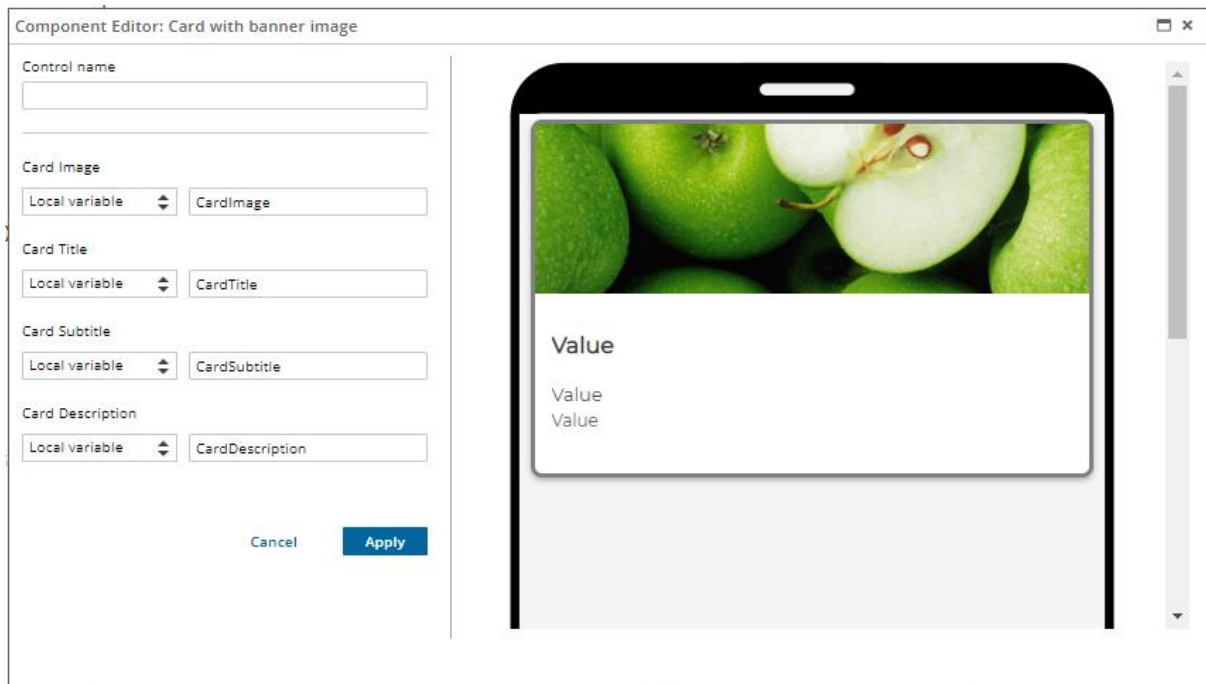 Component Editor: Card with banner image
Control name
Card Image
Local variable CardImage
Card Title
Local variable CardTitle
Card Subtitle
Local variable CardSubtitle
Card Description
Local variable CardDescription
Cancel Apply
Value
Value
Value